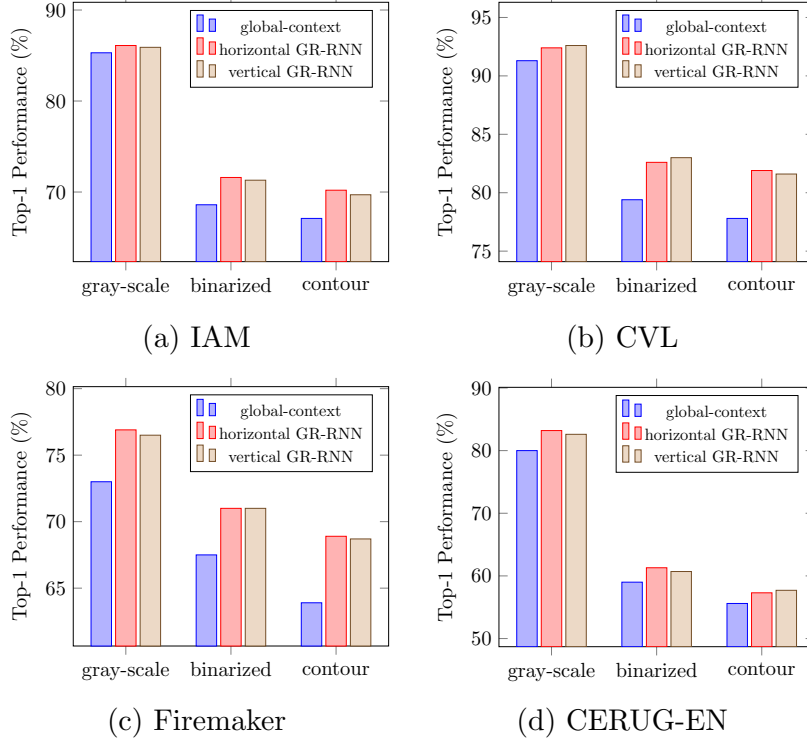 90
80
70
Top-1 Performance (%)
global-context
horizontal GR-RNN
vertical GR-RNN
gray-scale binarized contour
(a) IAM
95
90
85
80
75
Top-1 Performance (%)
global-context
horizontal GR-RNN
vertical GR-RNN
gray-scale binarized contour
(b) CVL
80
75
70
65
Top-1 Performance (%)
global-context
horizontal GR-RNN
vertical GR-RNN
gray-scale binarized contour
(c) Firemaker
90
80
70
60
50
Top-1 Performance (%)
global-context
horizontal GR-RNN
vertical GR-RNN
gray-scale binarized contour
(d) CERUG-EN